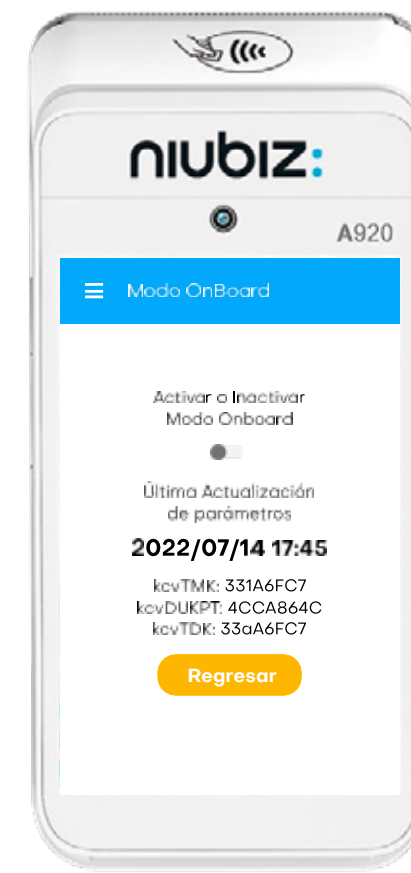 niubiz:
A920
Modo OnBoard
Activar o Inactivar
Modo Onboard
Última Actualización
de parámetros
2022/07/14 17:45
kcvTMK: 331A6FC7
kcvDUKPT: 4CCA864C
kcvTDK: 33aA6FC7
Regresar